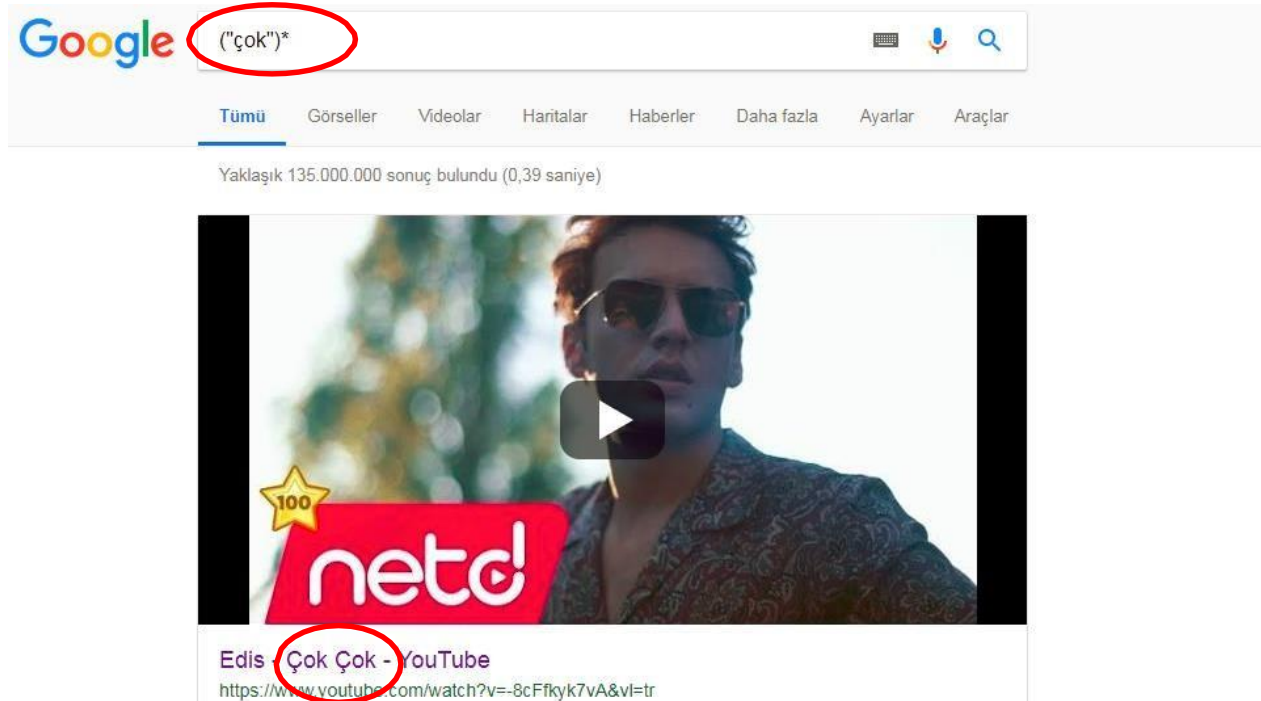 Google ("çok")*
Tümü Görseller Videolar Haritalar Haberler Daha fazla Ayarlar Araçlar
Yaklaşık 135.000.000 sonuç bulundu (0,39 saniye)
100
netd
Edis - Çok Çok - YouTube
https://www.youtube.com/watch?v=-8cFfkyk7vA&vl=tr